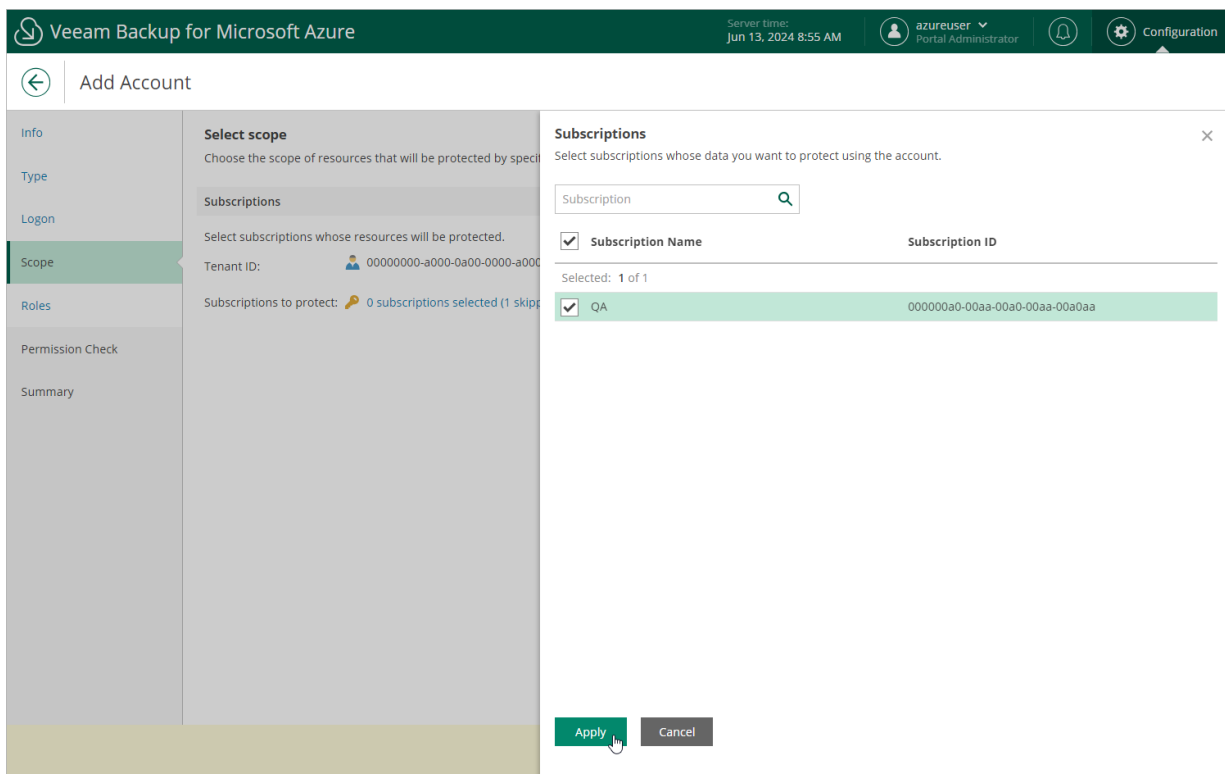 Veeam Backup for Microsoft Azure
Server time:
Jun 13, 2024 8:55 AM
azureuser
Portal Administrator
Configuration
Add Account
Info
Type
Logon
Scope
Roles
Permission Check
Summary
Select scope
Choose the scope of resources that will be protected by
Subscriptions
Select subscriptions whose resources will be protected.
Tenant ID: 00000000-a000-0a00-0000-a000
Subscriptions to protect: 0 subscriptions selected (1
Subscriptions
Select subscriptions whose data you want to protect using the account.
Subscription
Subscription Name Subscription ID
Selected: 1 of 1
QA 000000a0-00aa-00a0-00aa-00a0aa
Apply Cancel